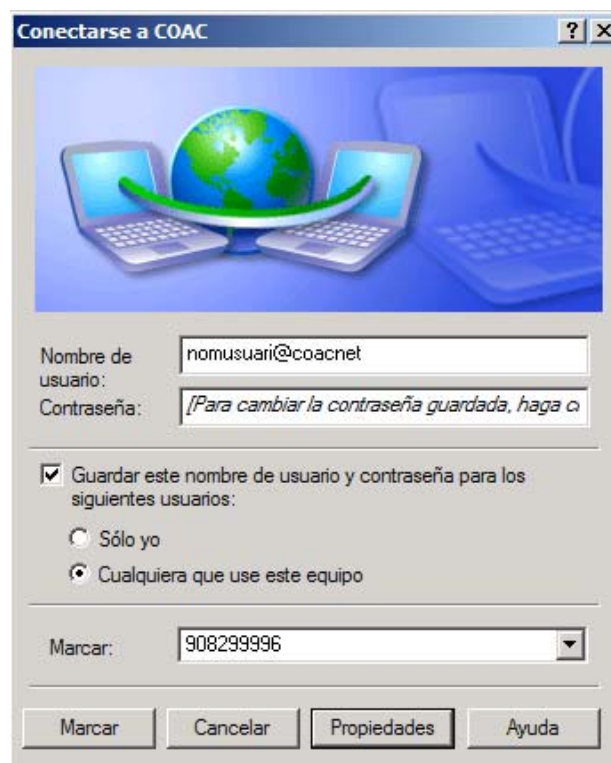 Conectarse a COAC
Nombre de
usuario:
nomusuari@coacnet
Contraseña:
[Para cambiar la contraseña guardada, haga
Guardar este nombre de usuario y contraseña para los
siguientes usuarios:
Sólo yo
Cualquiera que use este equipo
Marcar:
908299996
Marcar
Cancelar
Propiedades
Ayuda